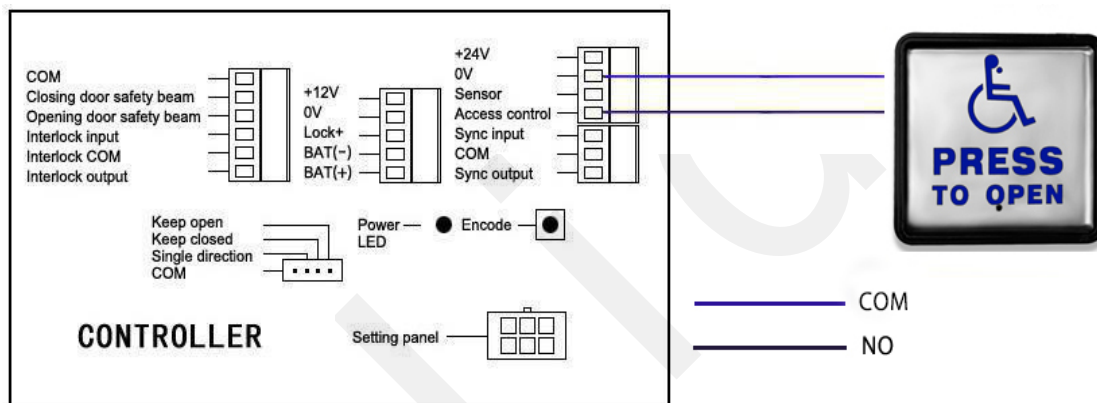 COM
Closing door safety beam
Opening door safety beam
Interlock input
Interlock COM
Interlock output
+12V
0V
Lock+
BAT(-)
BAT(+)
+24V
0V
Sensor
Access control
Sync input
COM
Sync output
PRESS
TO OPEN
Keep open
Keep closed
Single direction
COM
Power
LED
Encode
COM
NO
CONTROLLER
Setting panel